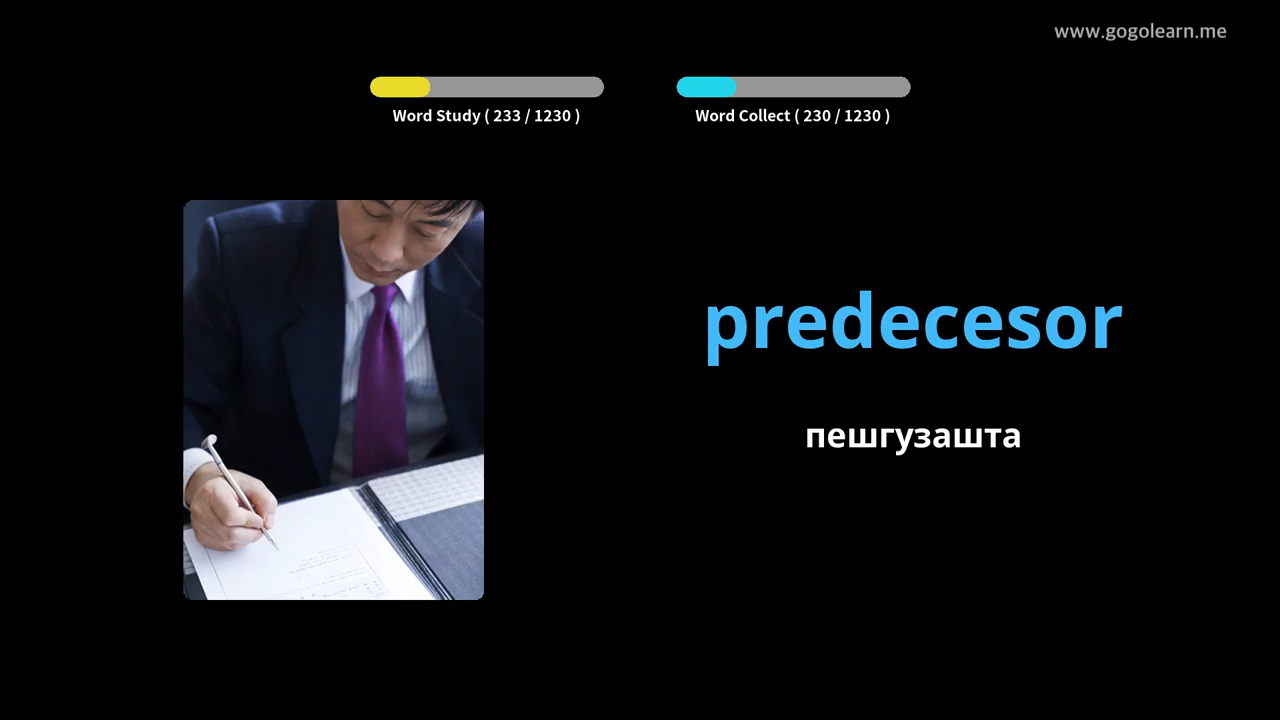 www.gogolearn.me
Word Study ( 233 / 1230 )
Word Collect ( 230 / 1230 )
predecesor
пешгузашта